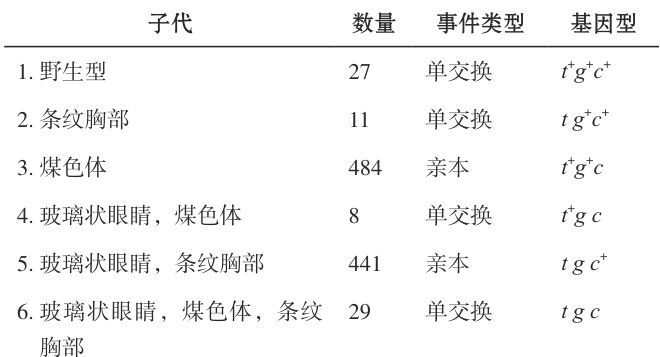 子代 数量 事件类型 基因型
1. 野生型 27 单交换 t⁺g⁺c⁺
2. 条纹胸部 11 单交换 t g⁺c⁺
3. 煤色体 484 亲本 t⁺g⁺c
4. 玻璃状眼睛，煤色体 8 单交换 t⁺g c
5. 玻璃状眼睛，条纹胸部 441 亲本 t g c⁺
6. 玻璃状眼睛，煤色体，条纹 29 单交换 t g c
胸部